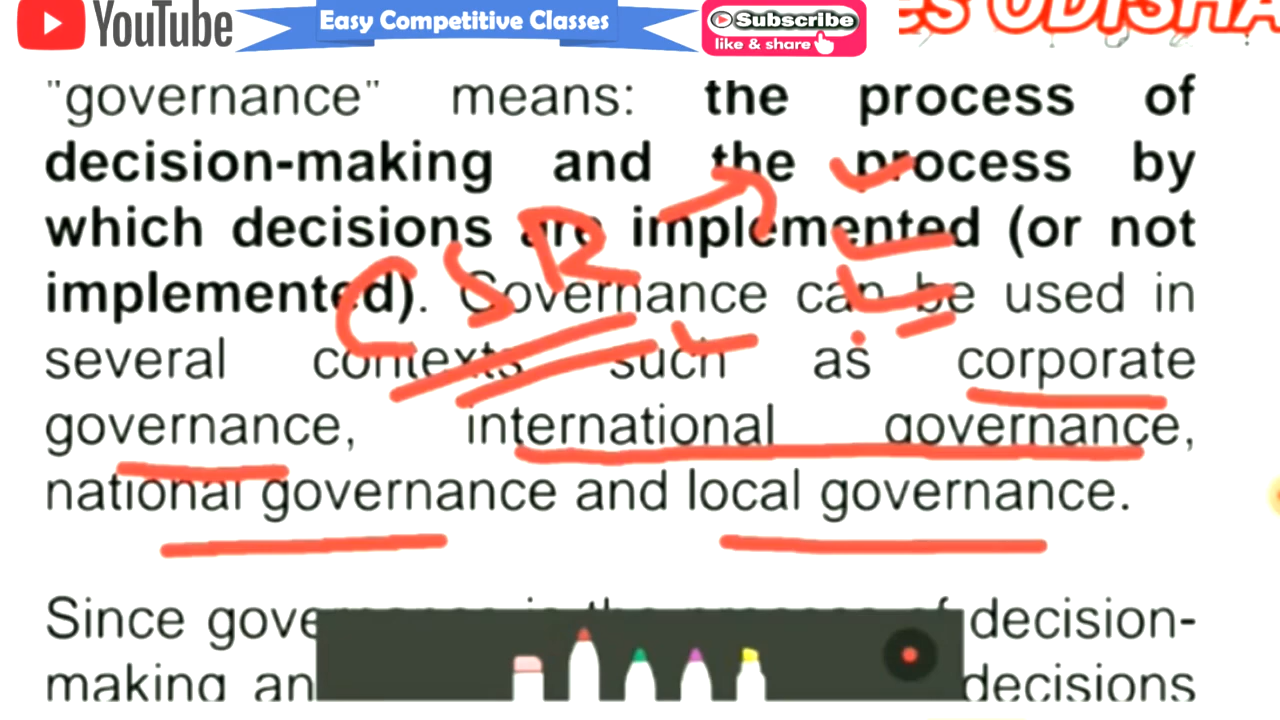 YouTube
Easy Competitive Classes
Subscribe
like & share
ES ODISHA
"governance" means: the process of
decision-making and the process by
which decisions are implemented (or not
implemented). Governance can be used in
several contexts such as corporate
governance, international governance,
national governance and local governance.
CSR
Since gove decision-
making an decisions